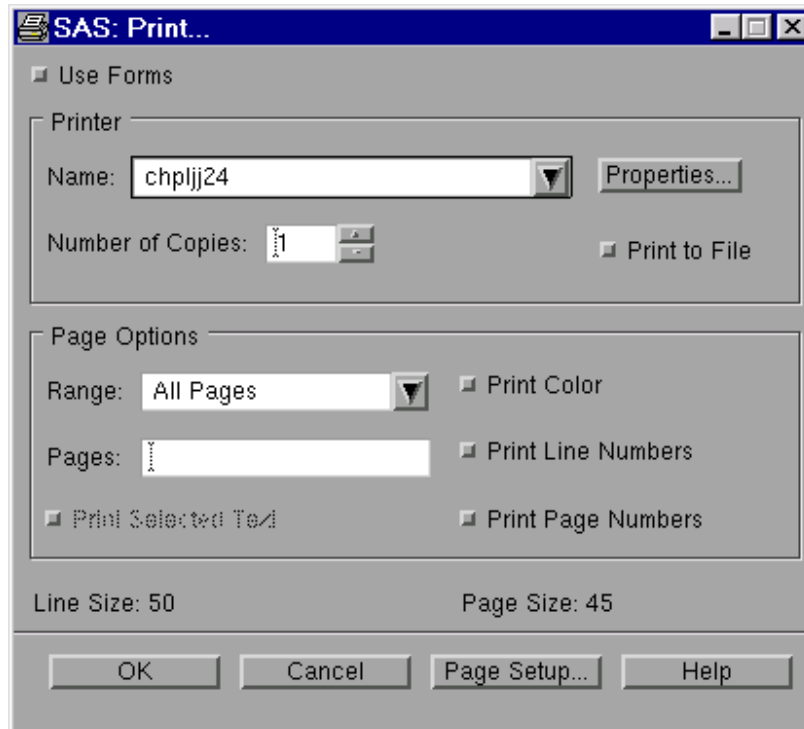 SAS: Print...
Use Forms
Printer
Name: chpljj24 Properties...
Number of Copies: 1 Print to File
Page Options
Range: All Pages Print Color
Pages: Print Line Numbers
Print Selected Text Print Page Numbers
Line Size: 50 Page Size: 45
OK Cancel Page Setup... Help